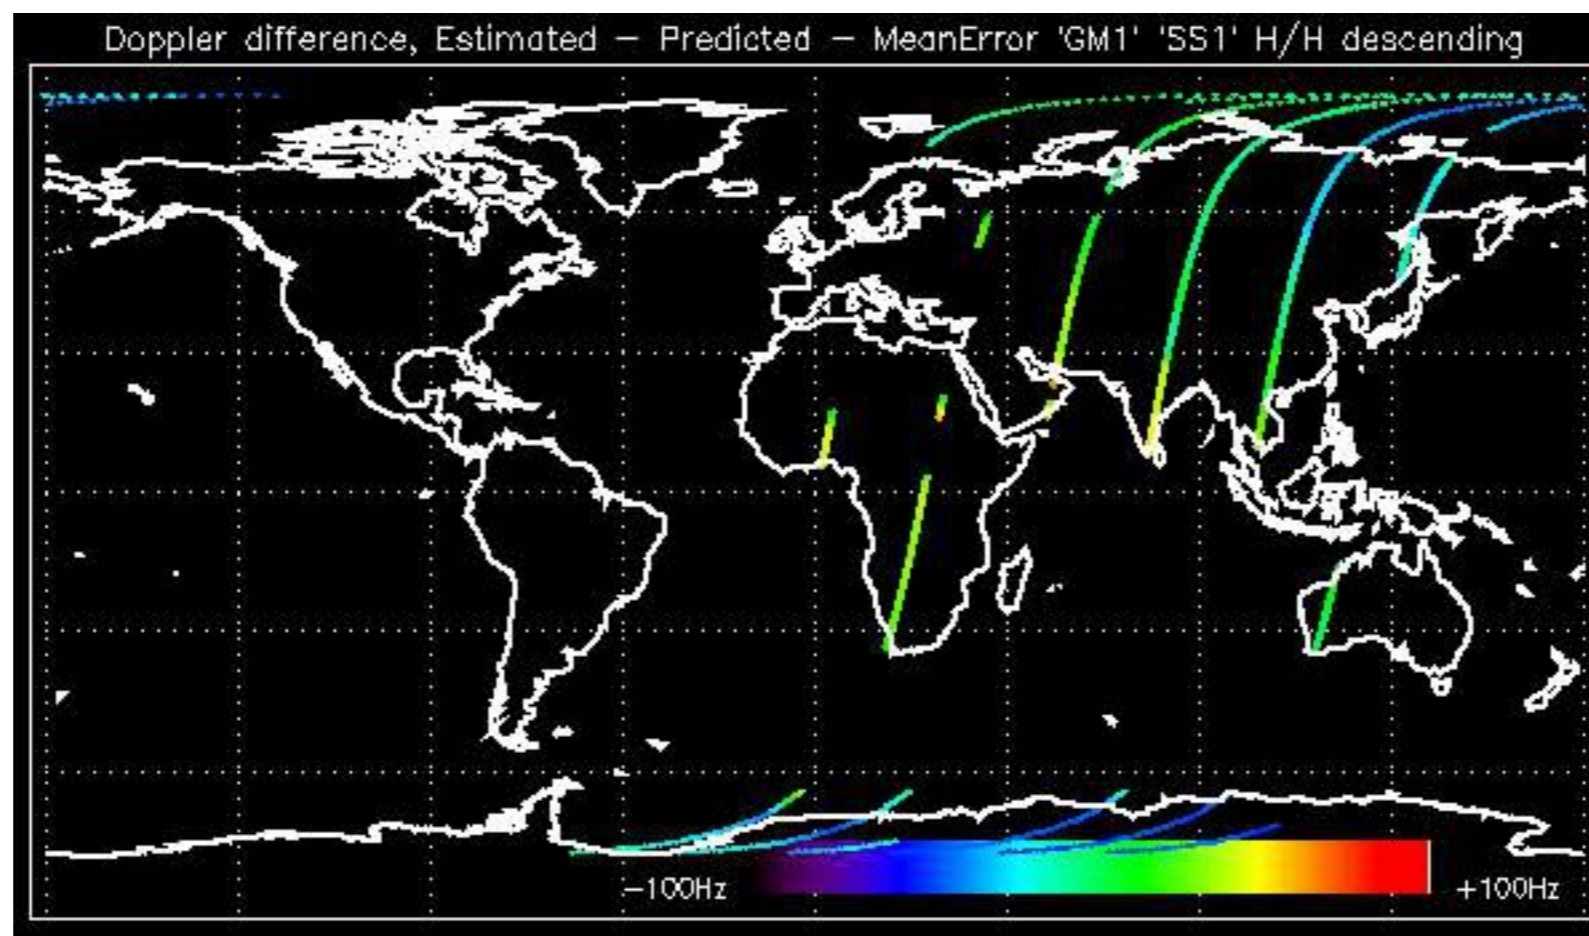 Doppler difference, Estimated – Predicted – MeanError 'GM1' 'SS1' H/H descending
–100Hz
+100Hz